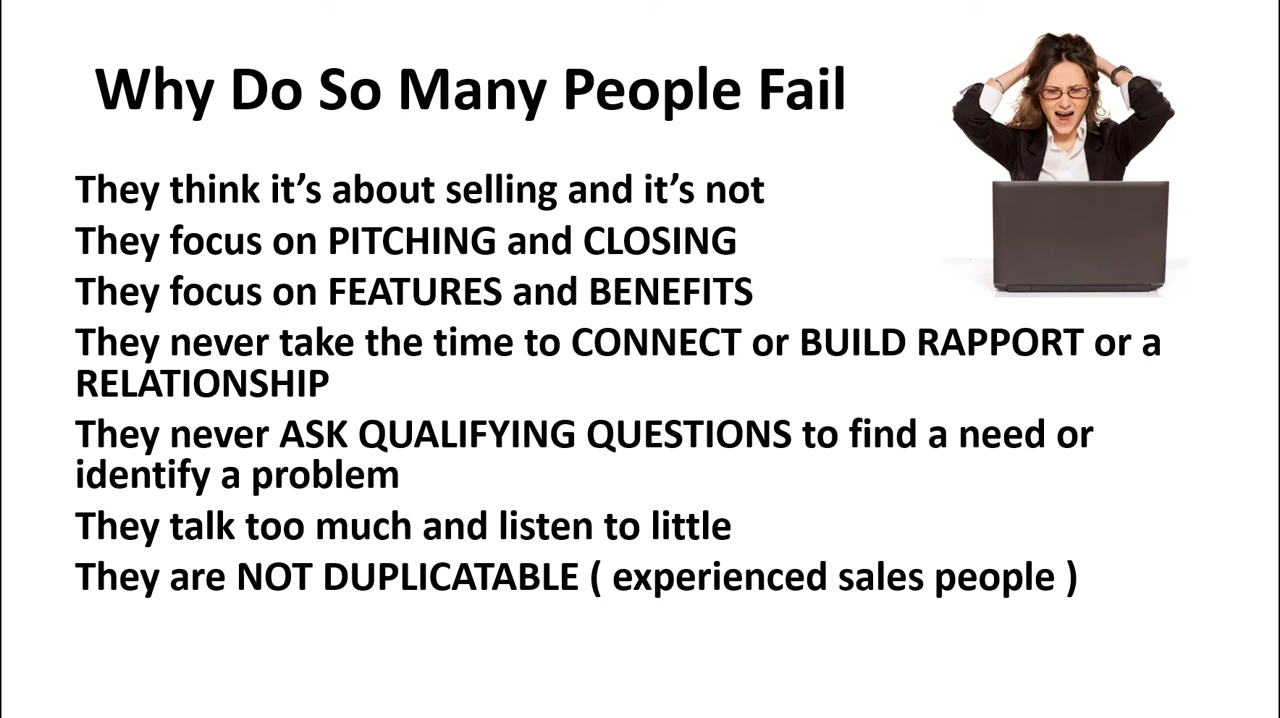 Why Do So Many People Fail
They think it’s about selling and it’s not
They focus on PITCHING and CLOSING
They focus on FEATURES and BENEFITS
They never take the time to CONNECT or BUILD RAPPORT or a
RELATIONSHIP
They never ASK QUALIFYING QUESTIONS to find a need or
identify a problem
They talk too much and listen to little
They are NOT DUPLICATABLE ( experienced sales people )